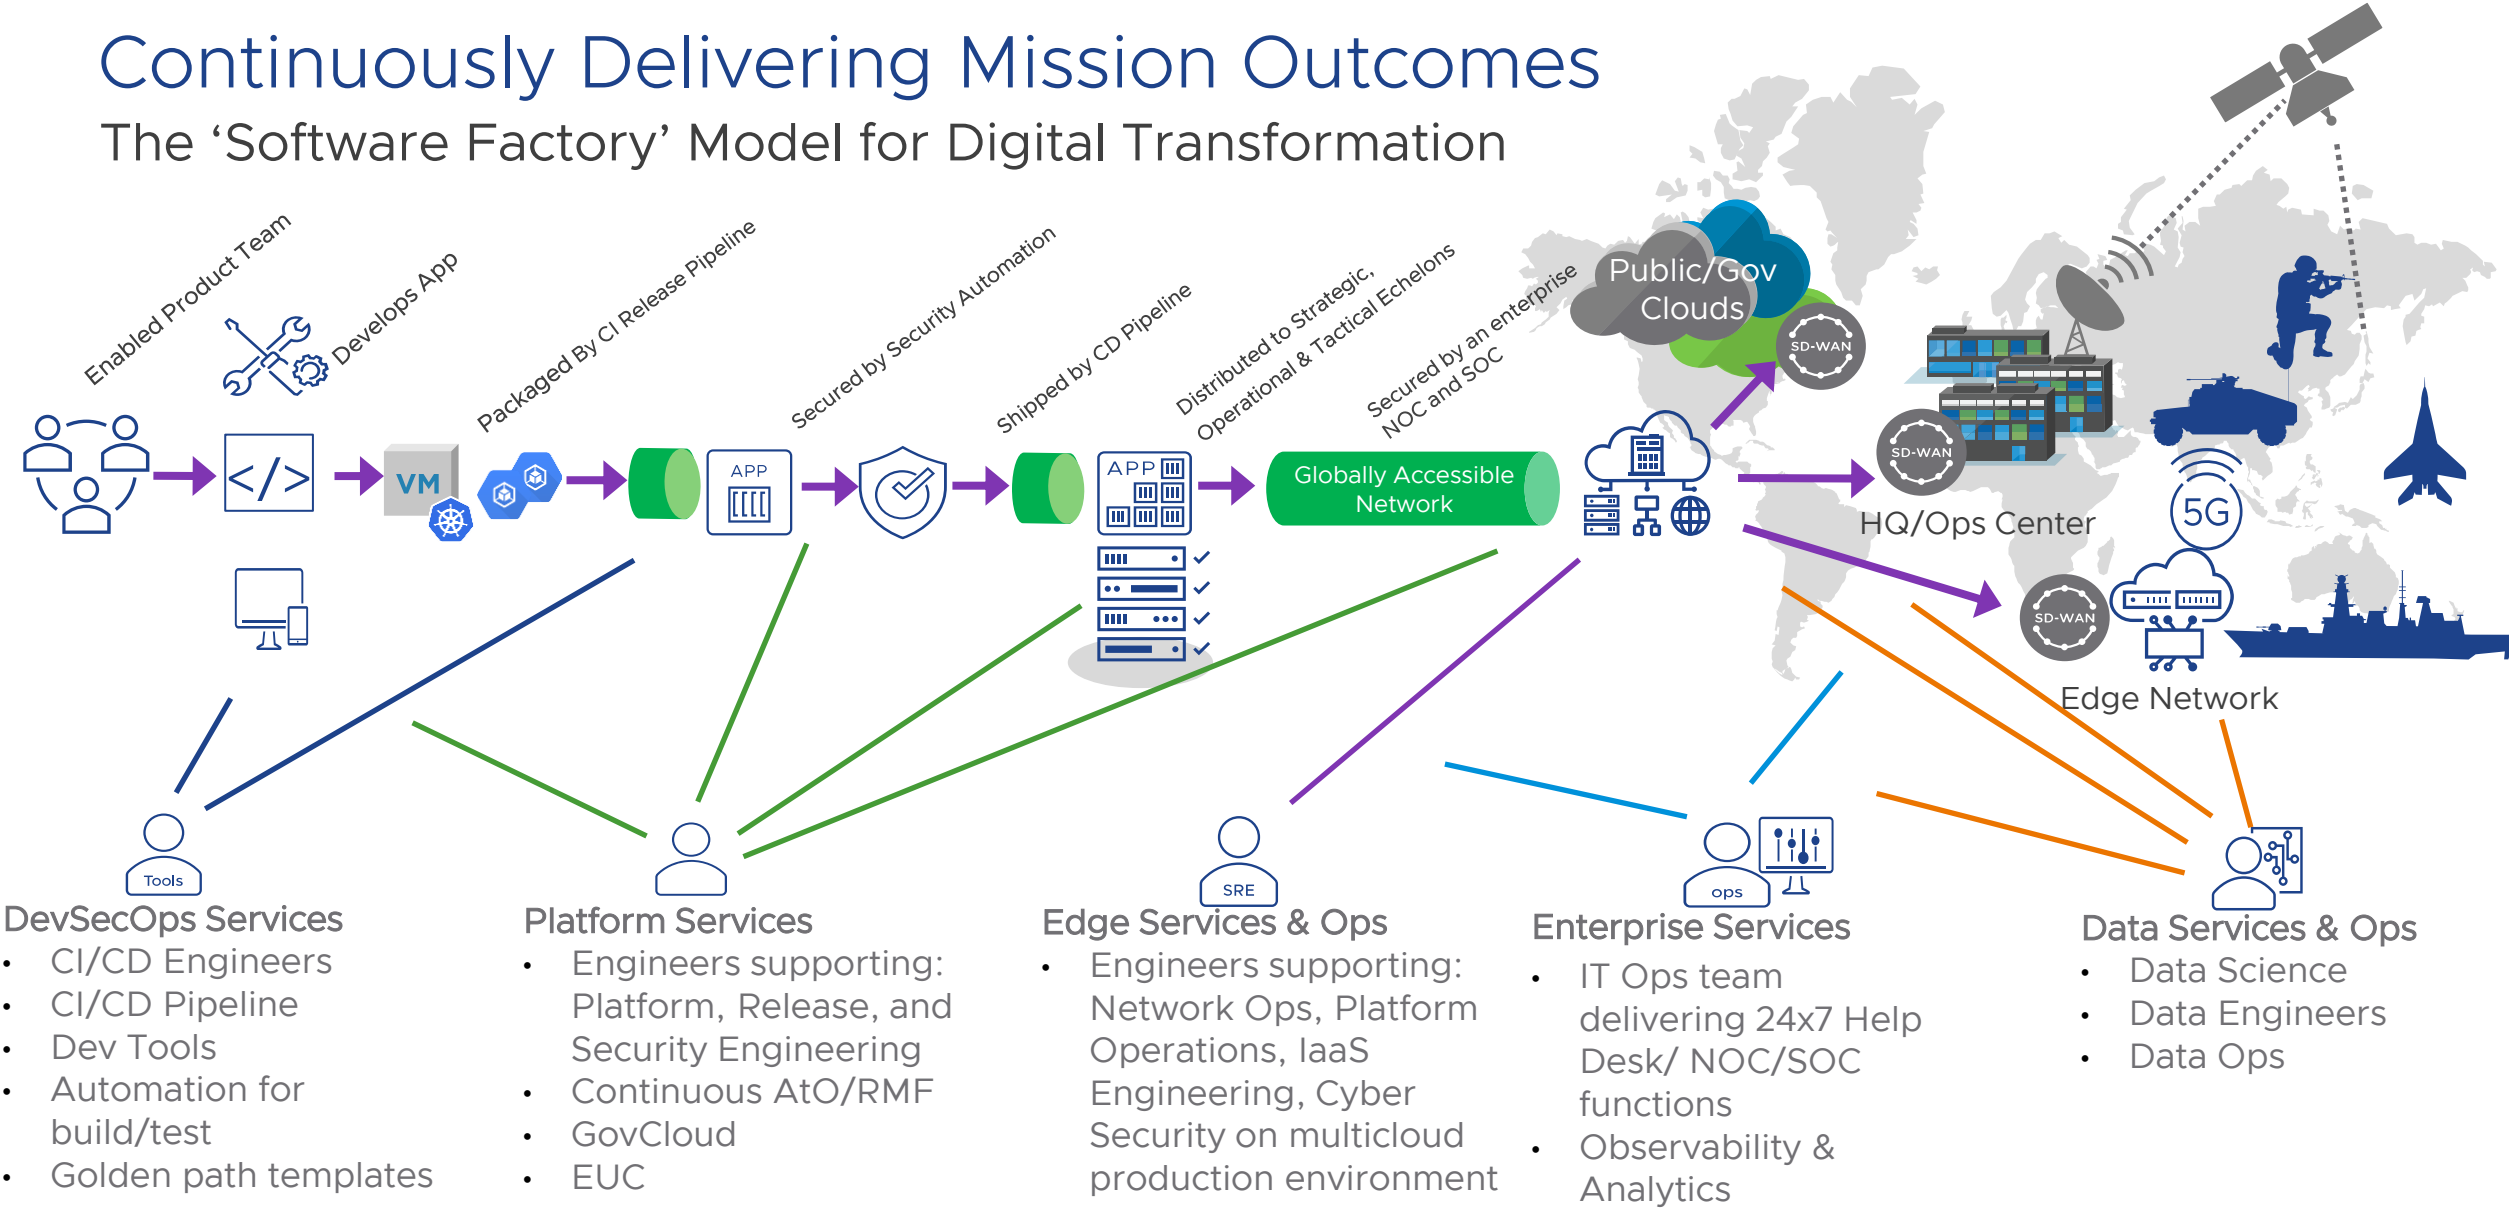 Continuously Delivering Mission Outcomes
The ‘Software Factory’ Model for Digital Transformation
Enabled Product Team
Develops App
Packaged By CI Release Pipeline
Secured by Security Automation
Shipped by CD Pipeline
Distributed to Strategic,
Operational & Tactical Echelons
Secured by an enterprise
NOC and SOC
Public/Gov
Clouds
SD-WAN
</>
VM
APP
APP
Globally Accessible
Network
SD-WAN
HQ/Ops Center
5G
SD-WAN
Edge Network
Tools
SRE
ops
DevSecOps Services
• CI/CD Engineers
• CI/CD Pipeline
• Dev Tools
• Automation for
build/test
• Golden path templates
Platform Services
• Engineers supporting:
Platform, Release, and
Security Engineering
• Continuous AtO/RMF
• GovCloud
• EUC
Edge Services & Ops
• Engineers supporting:
Network Ops, Platform
Operations, IaaS
Engineering, Cyber
Security on multicloud
production environment
Enterprise Services
• IT Ops team
delivering 24x7 Help
Desk/ NOC/SOC
functions
• Observability &
Analytics
Data Services & Ops
• Data Science
• Data Engineers
• Data Ops